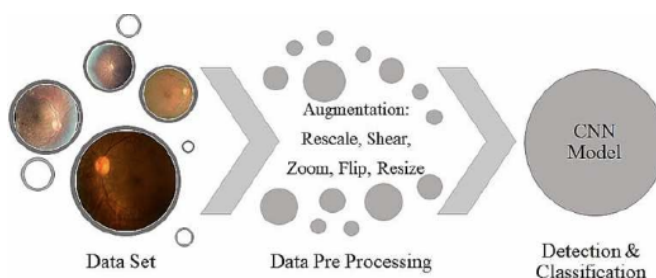 Augmentation:
Rescale, Shear,
Zoom, Flip, Resize
CNN
Model
Data Set
Data Pre Processing
Detection &
Classification